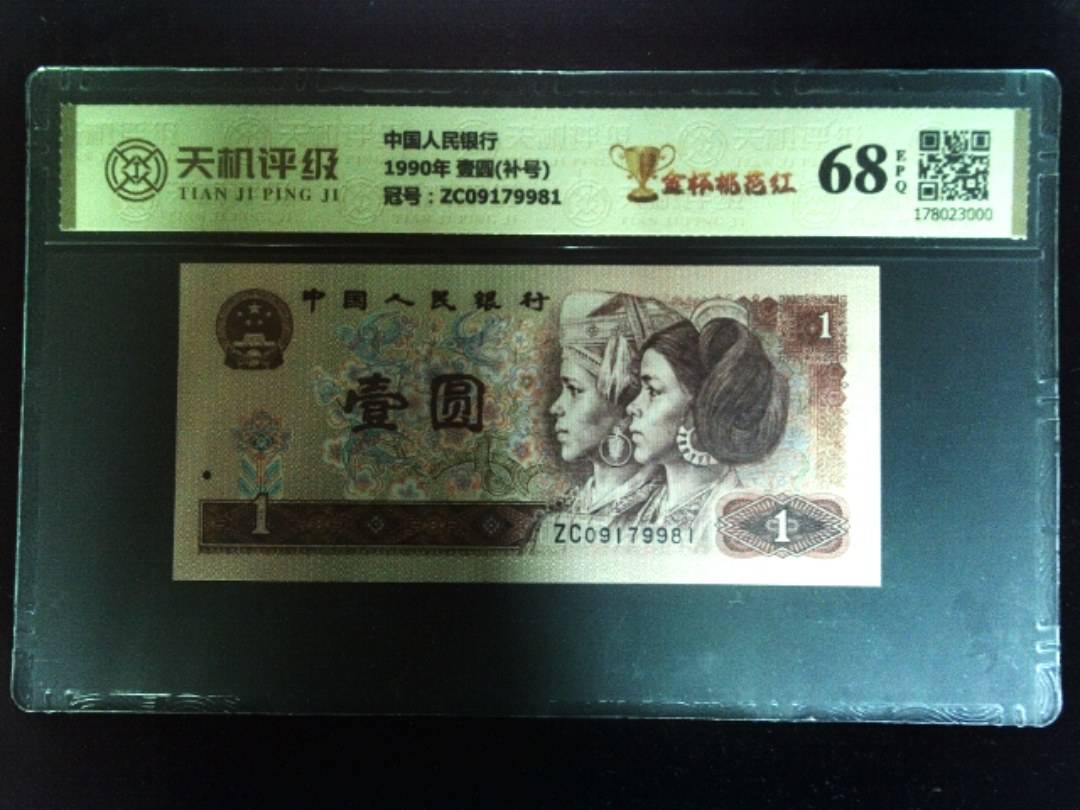 天机评级
TIAN JI PING JI
中国人民银行
1990年 壹圆(补号)
冠号：ZC09179981
金杯桃花红
68
EPQ
178023000
中国人民银行
1
壹圆
1
ZC09179981
1